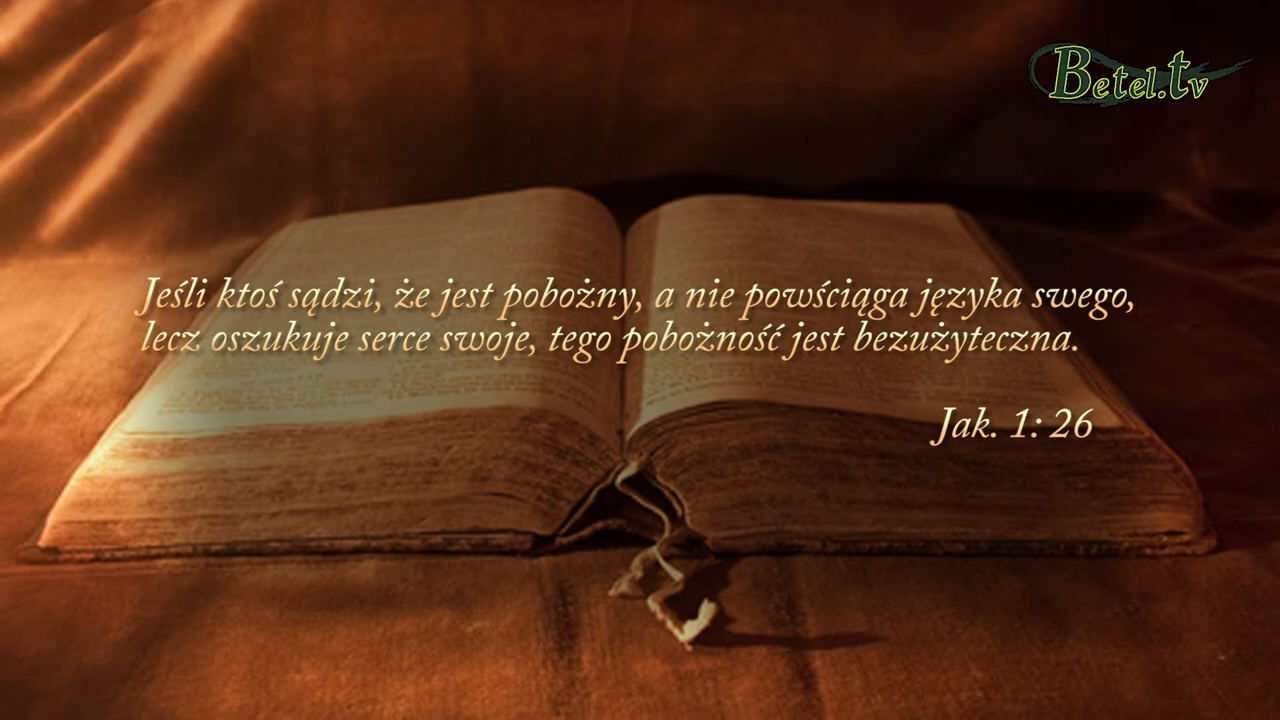 Betel.tv
Jeśli ktoś sądzi, że jest pobożny, a nie powściąga języka swego,
lecz oszukuje serce swoje, tego pobożność jest bezużyteczna.
Jak. 1: 26